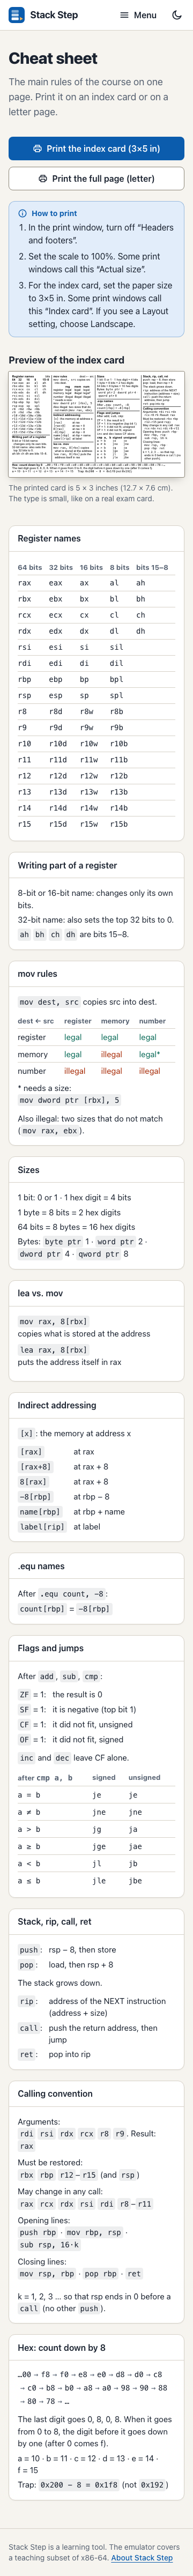 Stack Step
Menu
Cheat sheet
The main rules of the course on one
page. Print it on an index card or on a
letter page.
Print the index card (3×5 in)
Print the full page (letter)
How to print
1. In the print window, turn off “Headers
and footers”.
2. Set the scale to 100%. Some print
windows call this “Actual size”.
3. For the index card, set the paper size
to 3×5 in. Some print windows call
this “Index card”. If you see a Layout
setting, choose Landscape.
Preview of the index card
The printed card is 5 × 3 inches (12.7 × 7.6 cm).
The type is small, like on a real exam card.
Register names
64 bits 32 bits 16 bits 8 bits bits 15–8
rax eax ax al ah
rbx ebx bx bl bh
rcx ecx cx cl ch
rdx edx dx dl dh
rsi esi si sil
rdi edi di dil
rbp ebp bp bpl
rsp esp sp spl
r8 r8d r8w r8b
r9 r9d r9w r9b
r10 r10d r10w r10b
r11 r11d r11w r11b
r12 r12d r12w r12b
r13 r13d r13w r13b
r14 r14d r14w r14b
r15 r15d r15w r15b
Writing part of a register
8-bit or 16-bit name: changes only its own
bits.
32-bit name: also sets the top 32 bits to 0.
ah bh ch dh are bits 15–8.
mov rules
mov dest, src copies src into dest.
dest ← src register memory number
register legal legal legal
memory legal illegal legal*
number illegal illegal illegal
* needs a size:
mov dword ptr [rbx], 5
Also illegal: two sizes that do not match
(mov rax, ebx).
Sizes
1 bit: 0 or 1 · 1 hex digit = 4 bits
1 byte = 8 bits = 2 hex digits
64 bits = 8 bytes = 16 hex digits
Bytes: byte ptr 1 · word ptr 2 ·
dword ptr 4 · qword ptr 8
lea vs. mov
mov rax, 8[rbx]
copies what is stored at the address
lea rax, 8[rbx]
puts the address itself in rax
Indirect addressing
[x]: the memory at address x
[rax] at rax
[rax+8] at rax + 8
8[rax] at rax + 8
-8[rbp] at rbp − 8
name[rbp] at rbp + name
label[rip] at label
.equ names
After .equ count, -8:
count[rbp] = -8[rbp]
Flags and jumps
After add, sub, cmp:
ZF = 1: the result is 0
SF = 1: it is negative (top bit 1)
CF = 1: it did not fit, unsigned
OF = 1: it did not fit, signed
inc and dec leave CF alone.
after cmp a, b signed unsigned
a = b je je
a ≠ b jne jne
a > b jg ja
a ≥ b jge jae
a < b jl jb
a ≤ b jle jbe
Stack, rip, call, ret
push: rsp − 8, then store
pop: load, then rsp + 8
The stack grows down.
rip: address of the NEXT instruction
(address + size)
call: push the return address, then
jump
ret: pop into rip
Calling convention
Arguments:
rdi rsi rdx rcx r8 r9. Result:
rax
Must be restored:
rbx rbp r12–r15 (and rsp)
May change in any call:
rax rcx rdx rsi rdi r8–r11
Opening lines:
push rbp · mov rbp, rsp ·
sub rsp, 16·k
Closing lines:
mov rsp, rbp · pop rbp · ret
k = 1, 2, 3 … so that rsp ends in 0 before a
call (no other push).
Hex: count down by 8
…00 → f8 → f0 → e8 → e0 → d8 → d0 → c8
→ c0 → b8 → b0 → a8 → a0 → 98 → 90 → 88
→ 80 → 78 → …
The last digit goes 0, 8, 0, 8. When it goes
from 0 to 8, the digit before it goes down
by one (after 0 comes f).
a = 10 · b = 11 · c = 12 · d = 13 · e = 14 ·
f = 15
Trap: 0x200 − 8 = 0x1f8 (not 0x192)
Stack Step is a learning tool. The emulator covers
a teaching subset of x86-64. About Stack Step